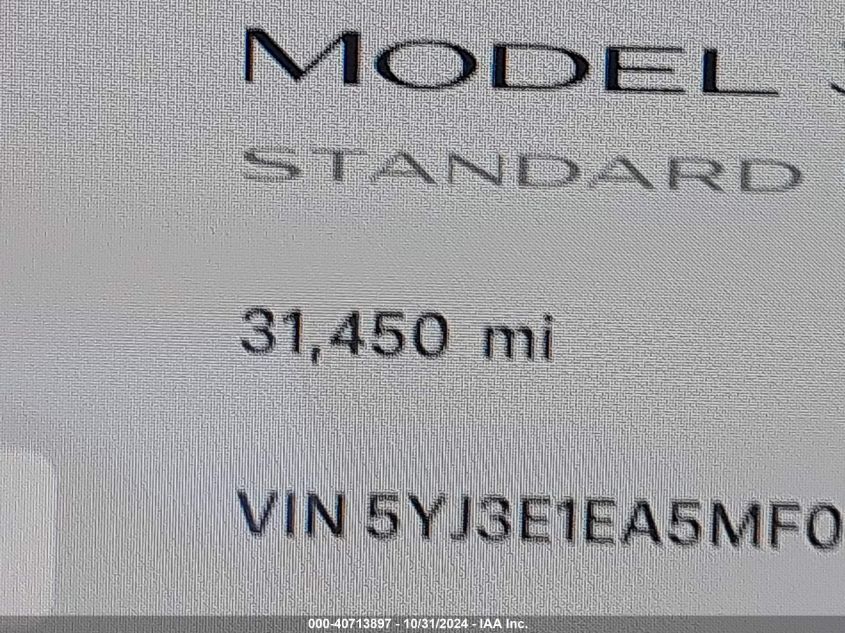 MODEL
STANDARD
31,450 mi
VIN 5YJ3E1EA5MF0
000-40713897 - 10/31/2024 - IAA Inc.